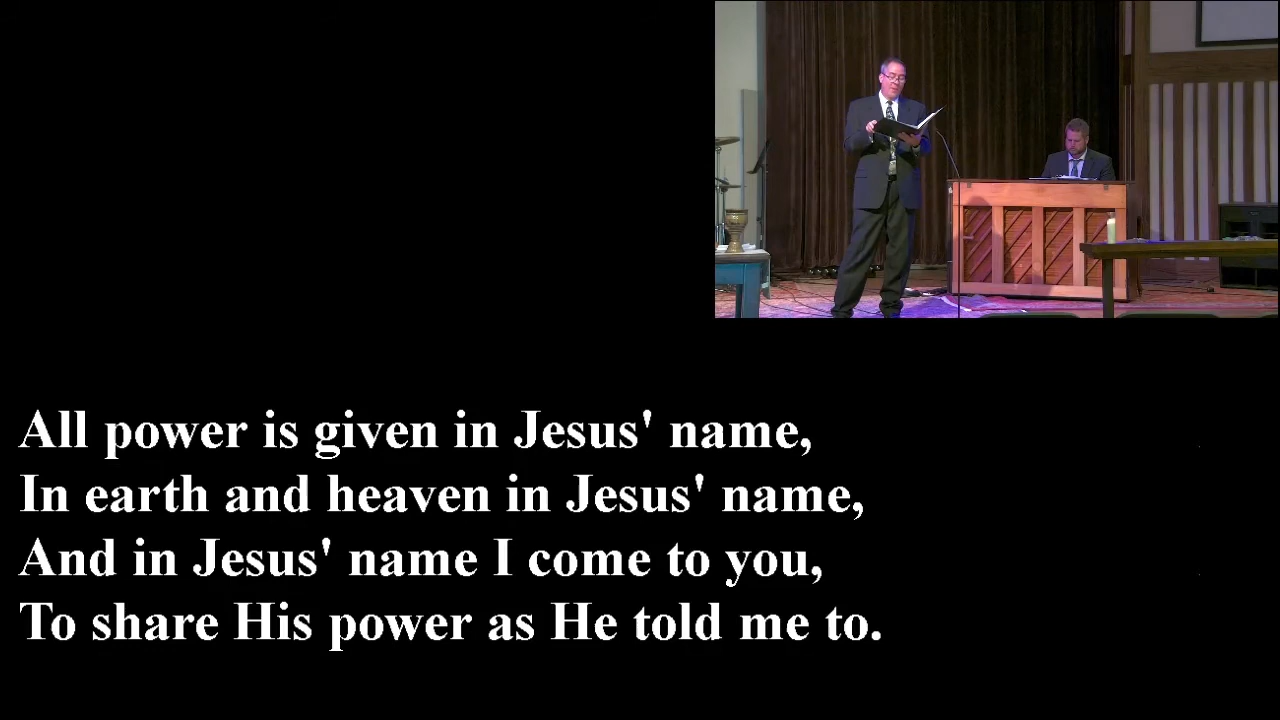 All power is given in Jesus' name,
In earth and heaven in Jesus' name,
And in Jesus' name I come to you,
To share His power as He told me to.